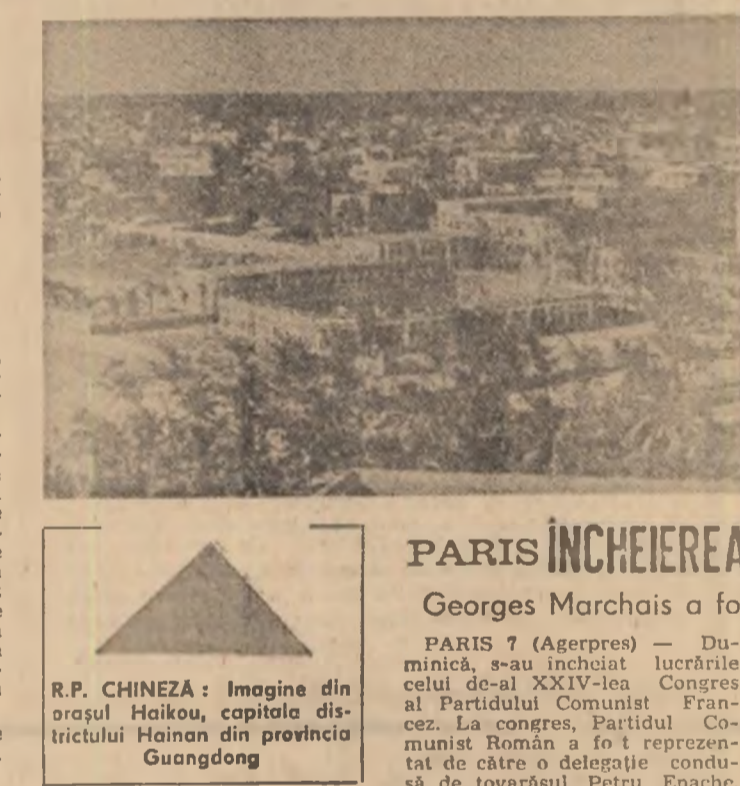 R.P. CHINEZĂ : Imagine din
orașul Haikou, capitala dis-
trictului Hainan din provincia
Guangdong
PARIS ÎNCHEIEREA
Georges Marchais a fo
PARIS 7 (Agerpres) — Du-
minică, s-au încheiat lucrările
celui de-al XXIV-lea Congres
al Partidului Comunist Fran-
cez. La congres, Partidul Co-
munist Român a fo t reprezen-
tat de către o delegație condu-
să de tovarășul Petru Enache,